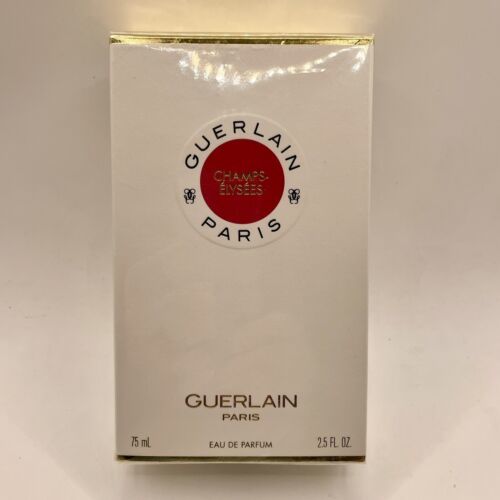 GUERLAIN
CHAMPS-
ÉLYSÉES
PARIS
GUERLAIN
PARIS
75 mL EAU DE PARFUM 2.5 FL. OZ.